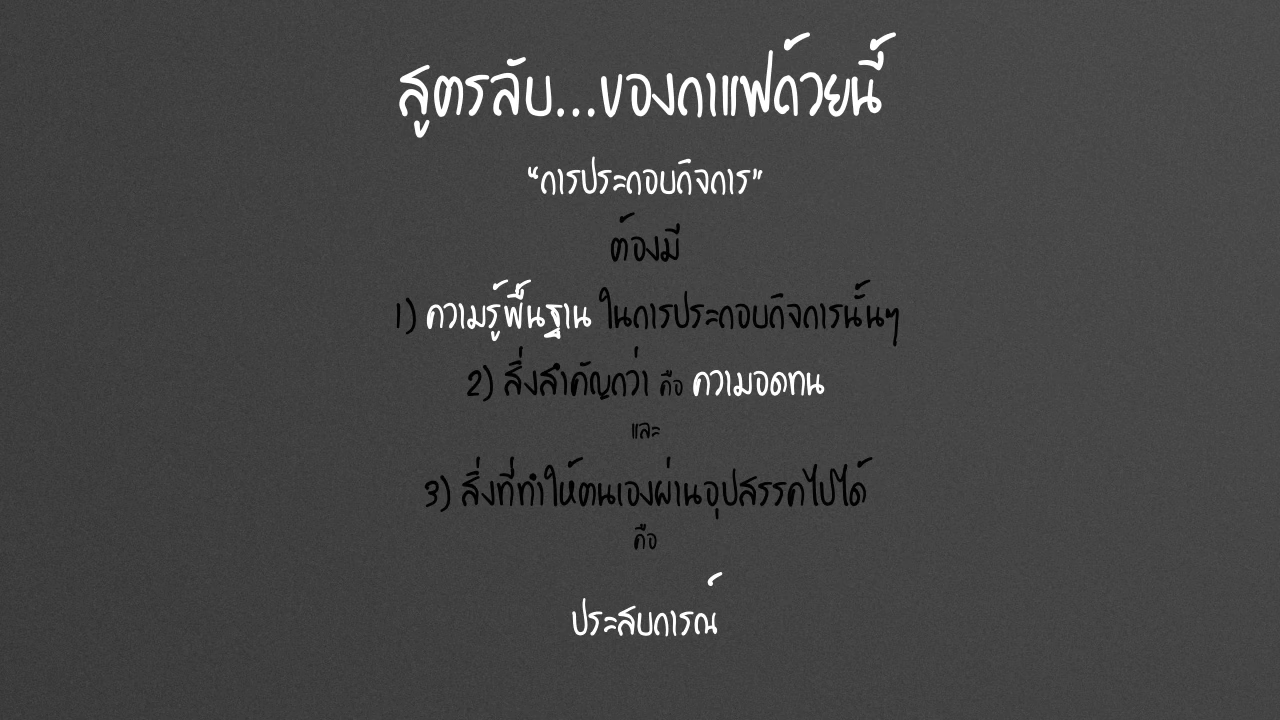 สูตรลับ...ของกาแฟถ้วยนี้
“การประกอบกิจการ”
ต้องมี
1) ความรู้พื้นฐาน ในการประกอบกิจการนั้นๆ
2) สิ่งสำคัญกว่า คือ ความอดทน
และ
3) สิ่งที่ทำให้ตนเองผ่านอุปสรรคไปได้
คือ
ประสบการณ์